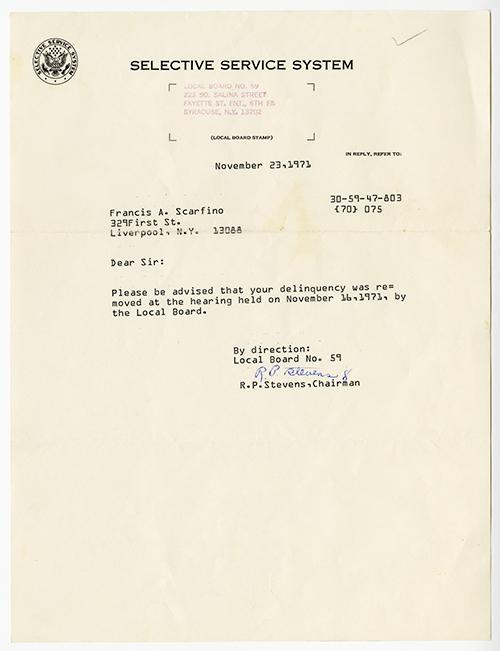 SELECTIVE SERVICE SYSTEM
SELECTIVE SERVICE SYSTEM
LOCAL BOARD NO. 59
223 SO. SALINA STREET
FAYETTE ST. ENT., 6TH
SYRACUSE, N.Y. 13202
(LOCAL BOARD STAMP)
IN REPLY, REFER TO:
November 23,1971
30-59-47-803
(70) 075
Francis A. Scarfino
329First St.
Liverpool, N.Y. 13088
Dear Sir:
Please be advised that your delinquency was re=
moved at the hearing held on November 16,1971, by
the Local Board.
By direction:
Local Board No. 59
R.P. Stevens
R.P.Stevens,Chairman